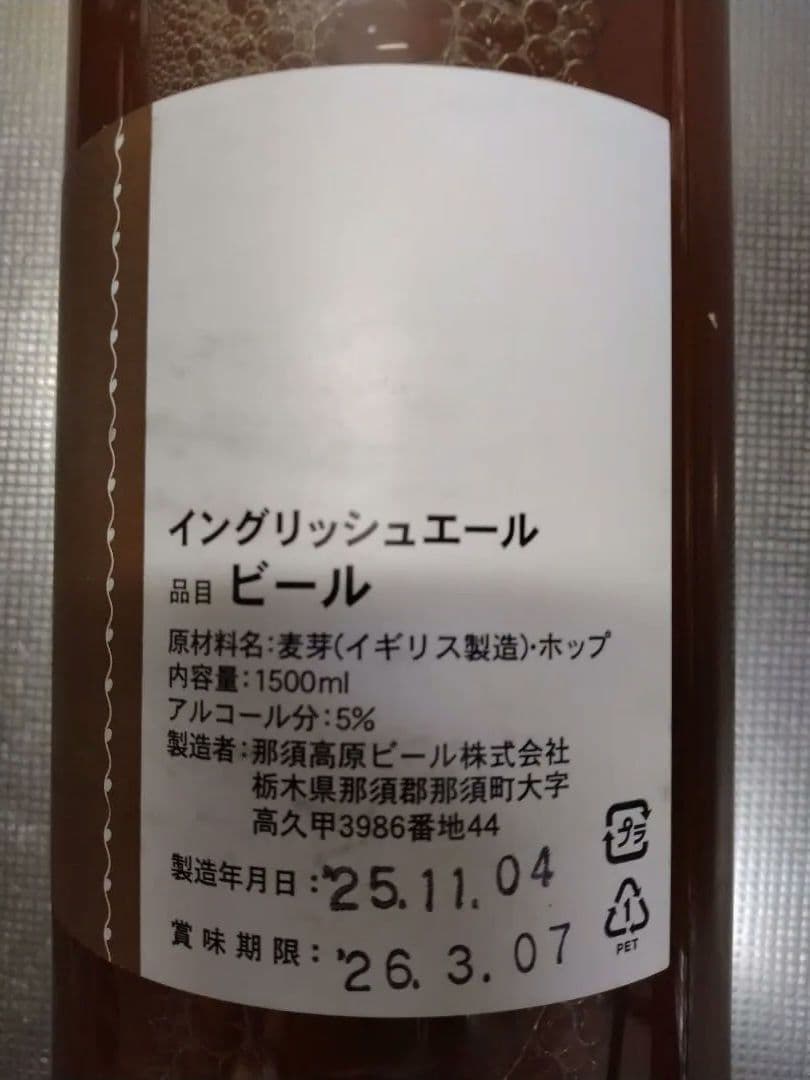 イングリッシュエール
品目 ビール
原材料名:麦芽(イギリス製造)・ホップ
内容量:1500ml
アルコール分:5%
製造者:那須高原ビール株式会社
栃木県那須郡那須町大字
高久甲3986番地44
製造年月日:'25.11.04
賞味期限:'26.3.07
プラ
1
PET